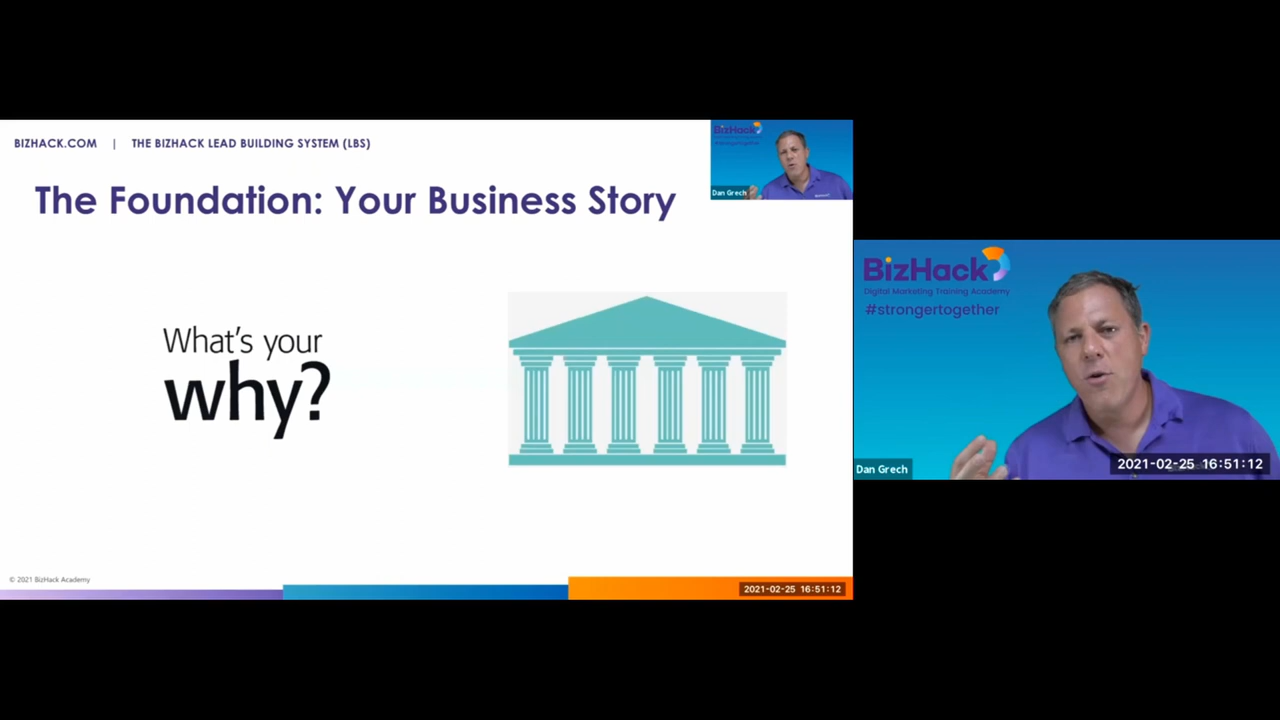 BIZHACK.COM | THE BIZHACK LEAD BUILDING SYSTEM (LBS)
The Foundation: Your Business Story
BizHack
#strongertogether
Dan Grech
What's your
why?
© 2021 BizHack Academy
2021-02-25 16:51:12
BizHack
Digital Marketing Training Academy
#strongertogether
Dan Grech
2021-02-25 16:51:12